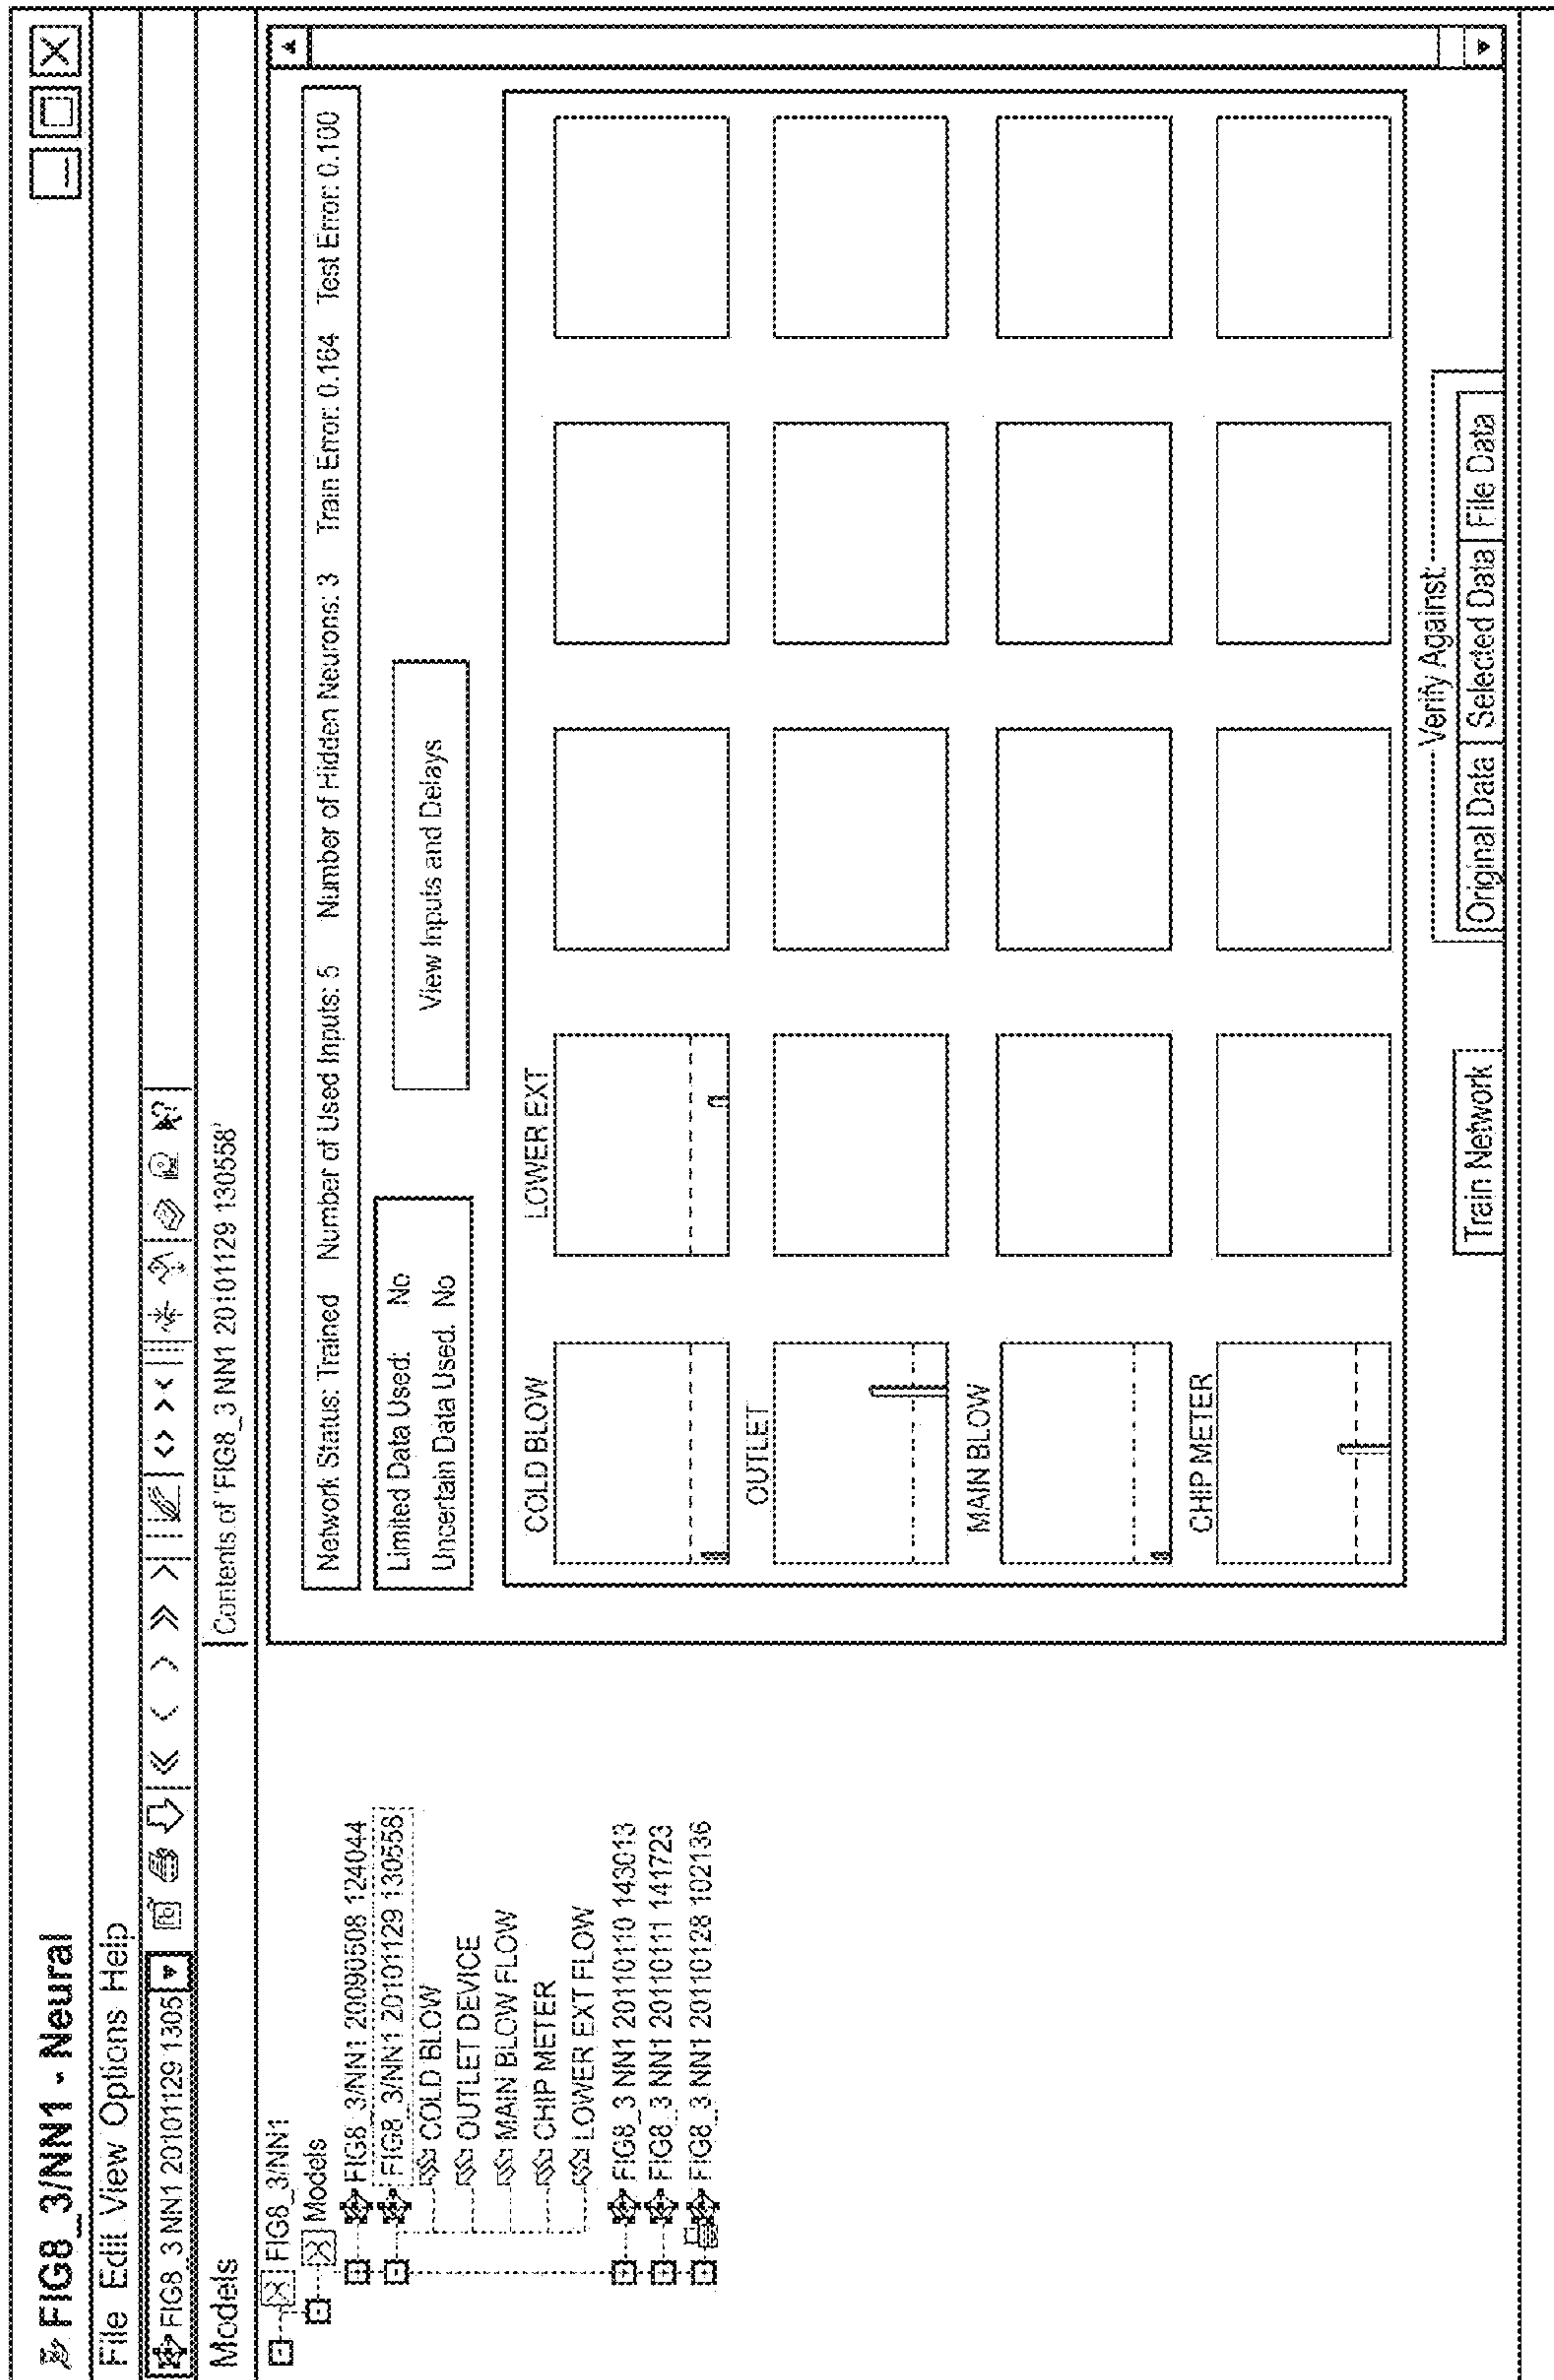 FIG8_3/NN1 - Neural
File Edit View Options Help
FIG8_3 NN1 20101129 1305
Models
Contents of 'FIG8_3 NN1 20101129 130558'
FIG8_3/NN1
Models
FIG8_3/NN1 20090508 124044
FIG8_3/NN1 20101129 130558
COLD BLOW
OUTLET DEVICE
MAIN BLOW FLOW
CHIP METER
LOWER EXT FLOW
FIG8_3 NN1 20110110 143013
FIG8_3 NN1 20110111 141723
FIG8_3 NN1 20110128 102136
Network Status: Trained Number of Used Inputs: 5 Number of Hidden Neurons: 3 Train Error: 0.164 Test Error: 0.100
Limited Data Used: No
Uncertain Data Used. No
View Inputs and Delays
COLD BLOW
LOWER EXT
OUTLET
MAIN BLOW
CHIP METER
Train Network
Verify Against:
Original Data Selected Data File Data